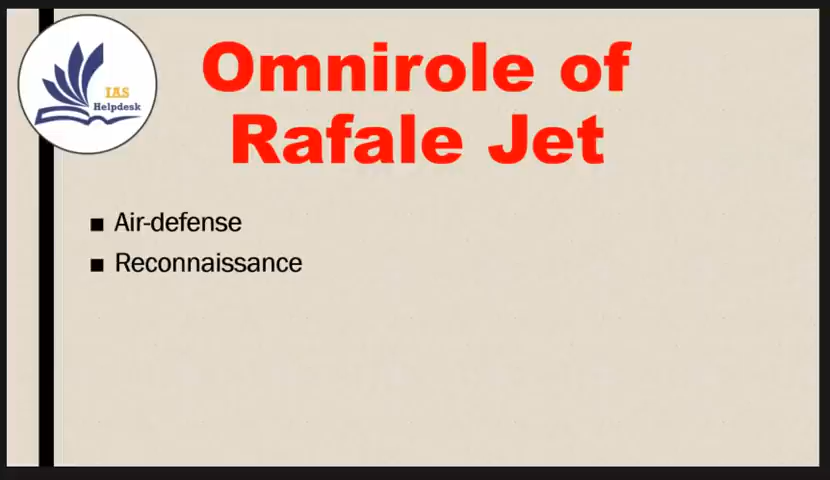 IAS
Helpdesk
Omnirole of
Rafale Jet
■ Air-defense
■ Reconnaissance